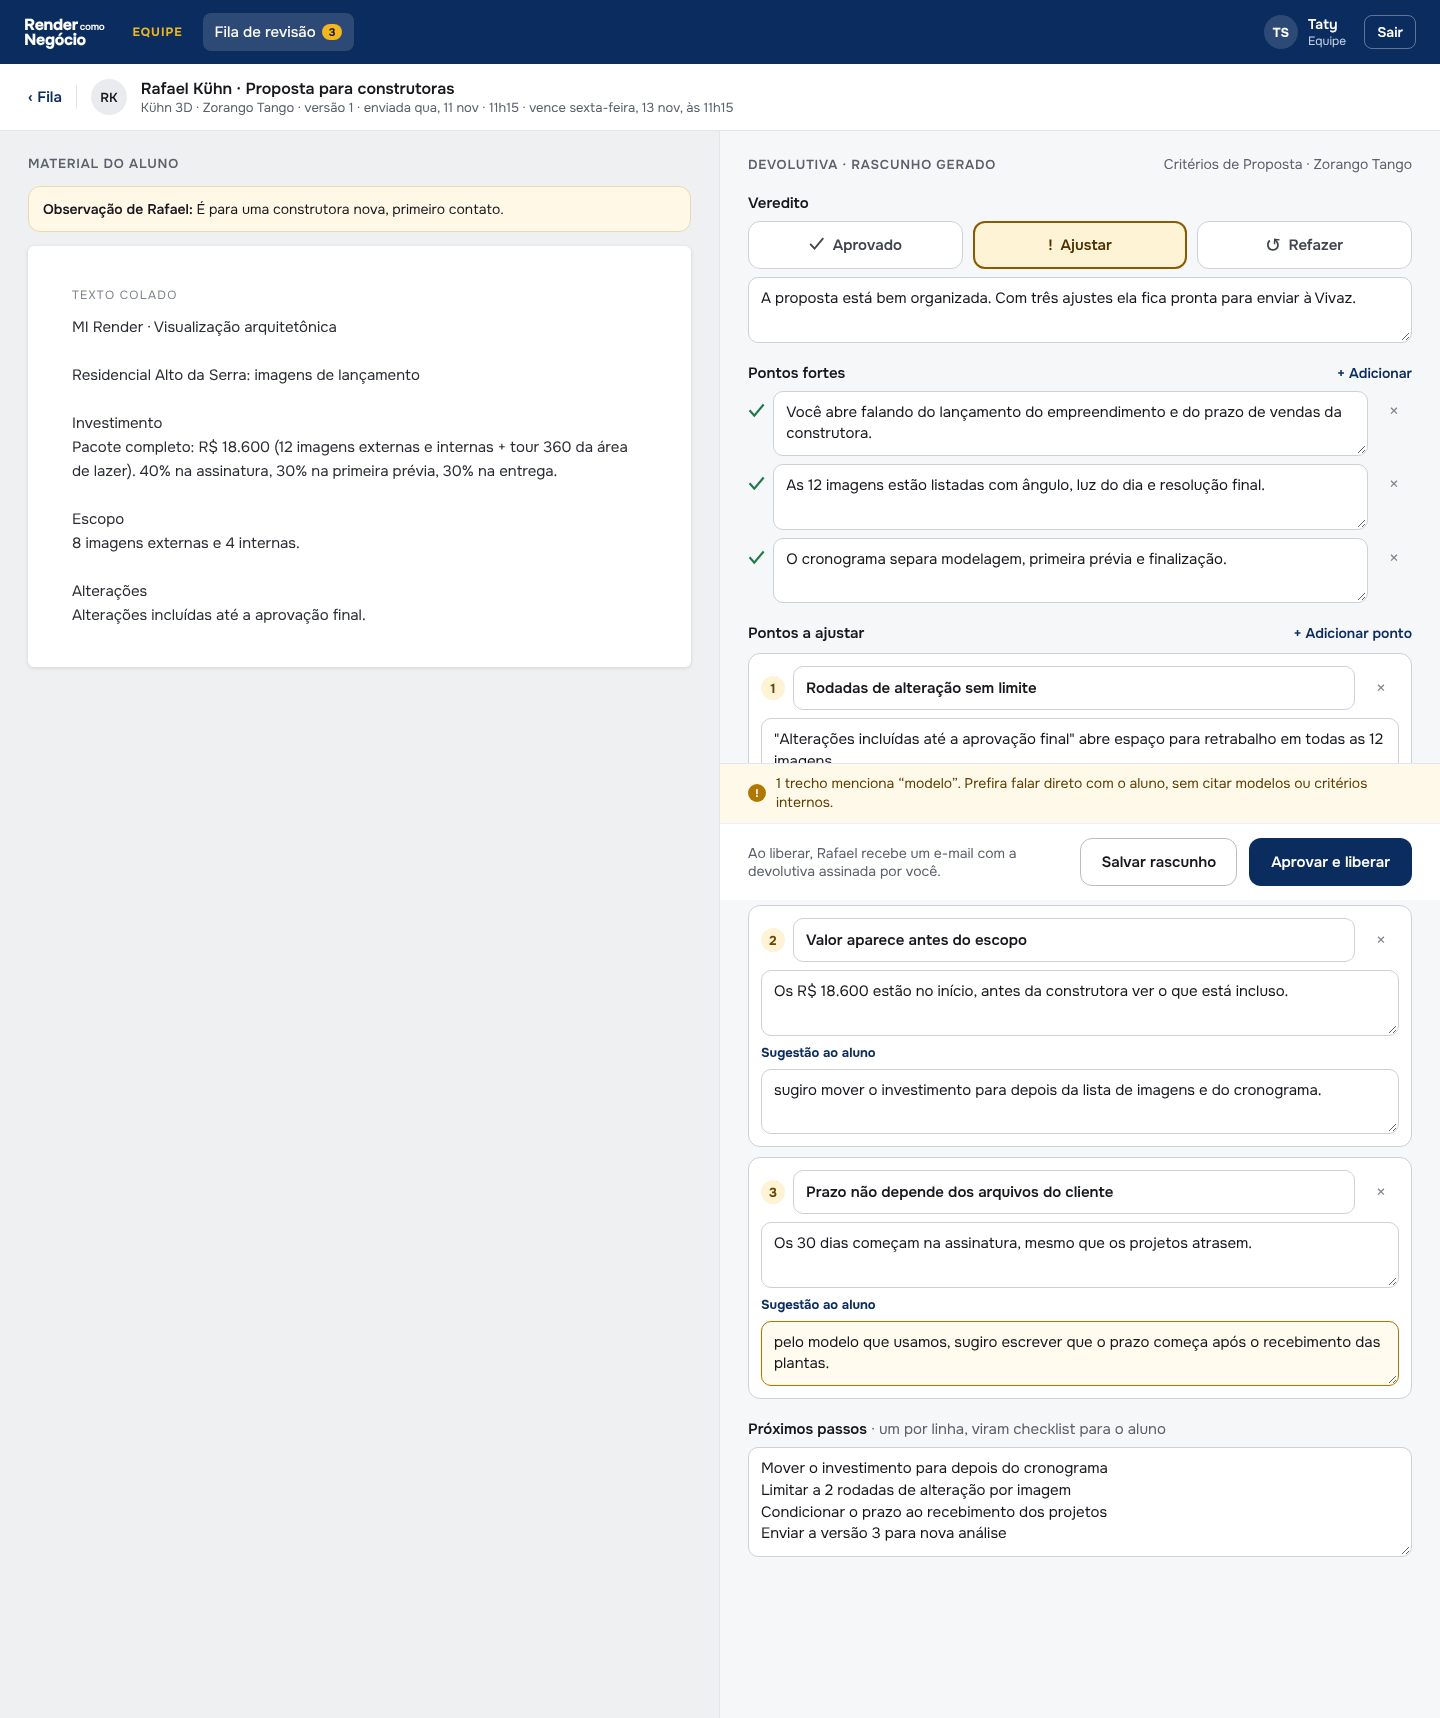 Render como
Negócio
EQUIPE
Fila de revisão 3
TS
Taty
Equipe
Sair
‹ Fila
RK
Rafael Kühn · Proposta para construtoras
Kühn 3D · Zorango Tango · versão 1 · enviada qua, 11 nov · 11h15 · vence sexta-feira, 13 nov, às 11h15
MATERIAL DO ALUNO
Observação de Rafael: É para uma construtora nova, primeiro contato.
TEXTO COLADO
MI Render · Visualização arquitetônica
Residencial Alto da Serra: imagens de lançamento
Investimento
Pacote completo: R$ 18.600 (12 imagens externas e internas + tour 360 da área
de lazer). 40% na assinatura, 30% na primeira prévia, 30% na entrega.
Escopo
8 imagens externas e 4 internas.
Alterações
Alterações incluídas até a aprovação final.
DEVOLUTIVA · RASCUNHO GERADO
Critérios de Proposta · Zorango Tango
Veredito
✓ Aprovado
! Ajustar
↺ Refazer
A proposta está bem organizada. Com três ajustes ela fica pronta para enviar à Vivaz.
Pontos fortes
+ Adicionar
Você abre falando do lançamento do empreendimento e do prazo de vendas da
construtora.
×
As 12 imagens estão listadas com ângulo, luz do dia e resolução final.
×
O cronograma separa modelagem, primeira prévia e finalização.
×
Pontos a ajustar
+ Adicionar ponto
1
Rodadas de alteração sem limite
×
"Alterações incluídas até a aprovação final" abre espaço para retrabalho em todas as 12
imagens
! 1 trecho menciona “modelo”. Prefira falar direto com o aluno, sem citar modelos ou critérios
internos.
Ao liberar, Rafael recebe um e-mail com a
devolutiva assinada por você.
Salvar rascunho
Aprovar e liberar
2
Valor aparece antes do escopo
×
Os R$ 18.600 estão no início, antes da construtora ver o que está incluso.
Sugestão ao aluno
sugiro mover o investimento para depois da lista de imagens e do cronograma.
3
Prazo não depende dos arquivos do cliente
×
Os 30 dias começam na assinatura, mesmo que os projetos atrasem.
Sugestão ao aluno
pelo modelo que usamos, sugiro escrever que o prazo começa após o recebimento das
plantas.
Próximos passos · um por linha, viram checklist para o aluno
Mover o investimento para depois do cronograma
Limitar a 2 rodadas de alteração por imagem
Condicionar o prazo ao recebimento dos projetos
Enviar a versão 3 para nova análise